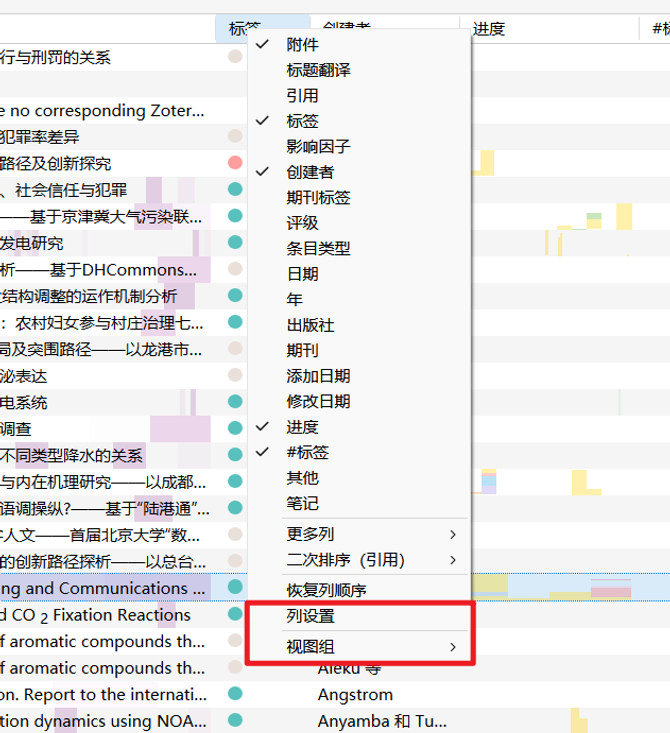 标签 创建者 进度 #标
行与刑罚的关系
附件
标题翻译
引用
e no corresponding Zoter...
标签
犯罪率差异
影响因子
路径及创新探究
创建者
、社会信任与犯罪
期刊标签
——基于京津冀大气污染联...
评级
发电研究
条目类型
析——基于DHCommons...
日期
结构调整的运作机制分析
年
：农村妇女参与村庄治理七...
出版社
局及突围路径——以龙港市...
期刊
泌表达
添加日期
电系统
修改日期
调查
进度
不同类型降水的关系
#标签
与内在机理研究——以成都...
其他
语调操纵?——基于“陆港通”...
笔记
人文——首届北京大学“数...
更多列
的创新路径探析——以总台...
二次排序（引用）
ng and Communications ...
恢复列顺序
d CO 2 Fixation Reactions
列设置
f aromatic compounds th...
视图组
f aromatic compounds th...
Aleku 等
on. Report to the internati...
Angstrom
tion dynamics using NOA...
Anyamba 和 Tu...